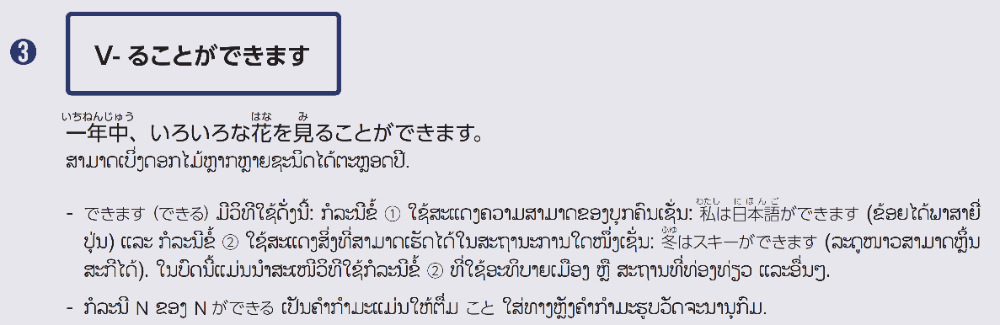 3
V- ることができます
いちねんじゅう はな み
一年中、いろいろな花を見ることができます。
ສາມາດເບິ່ງດອກໄມ້ຫຼາກຫຼາຍຊະນິດໄດ້ຕະຫຼອດປີ.
わたし にほんご
- できます (できる) ມີວິທີໃຊ້ດັ່ງນີ້: ກໍລະນີຂໍ້ ① ໃຊ້ສະແດງຄວາມສາມາດຂອງບຸກຄົນເຊັ່ນ: 私は日本語ができます (ຂ້ອຍໄດ້ພາສາຍີ່
ふゆ
ປຸ່ນ) ແລະ ກໍລະນີຂໍ້ ② ໃຊ້ສະແດງສິ່ງທີ່ສາມາດເຮັດໄດ້ໃນສະຖານະການໃດໜຶ່ງເຊັ່ນ: 冬はスキーができます (ລະດູໜາວສາມາດຫຼິ້ນ
ສະກີໄດ້). ໃນບົດນີ້ແມ່ນນຳສະເໜີວິທີໃຊ້ກໍລະນີຂໍ້ ② ທີ່ໃຊ້ອະທິບາຍເມືອງ ຫຼື ສະຖານທີ່ທ່ອງທ່ຽວ ແລະອື່ນໆ.
- ກໍລະນີ N ຂອງ N ができる ເປັນຄຳກຳມະແມ່ນໃຫ້ຕື່ມ こと ໃສ່ທາງຫຼັງຄຳກຳມະຮູບວັດຈະນານຸກົມ.